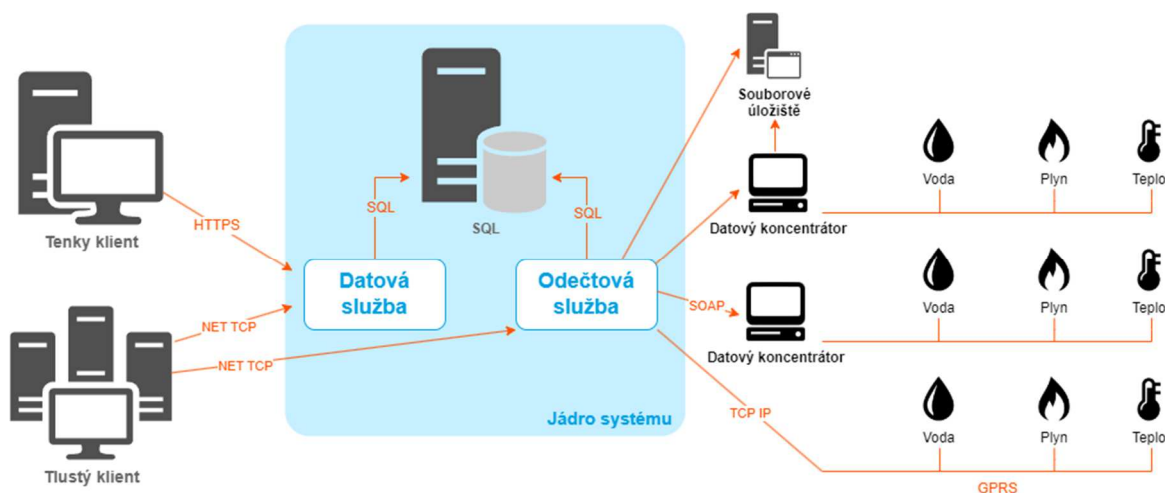 Tenky klient
HTTPS
Tlustý klient
NET TCP
NET TCP
SQL
SQL
SQL
Datová
služba
Odečtová
služba
Jádro systému
Souborové
úložiště
Datový koncentrátor
Voda
Plyn
Teplo
SOAP
Datový koncentrátor
Voda
Plyn
Teplo
TCP IP
Voda
Plyn
Teplo
GPRS